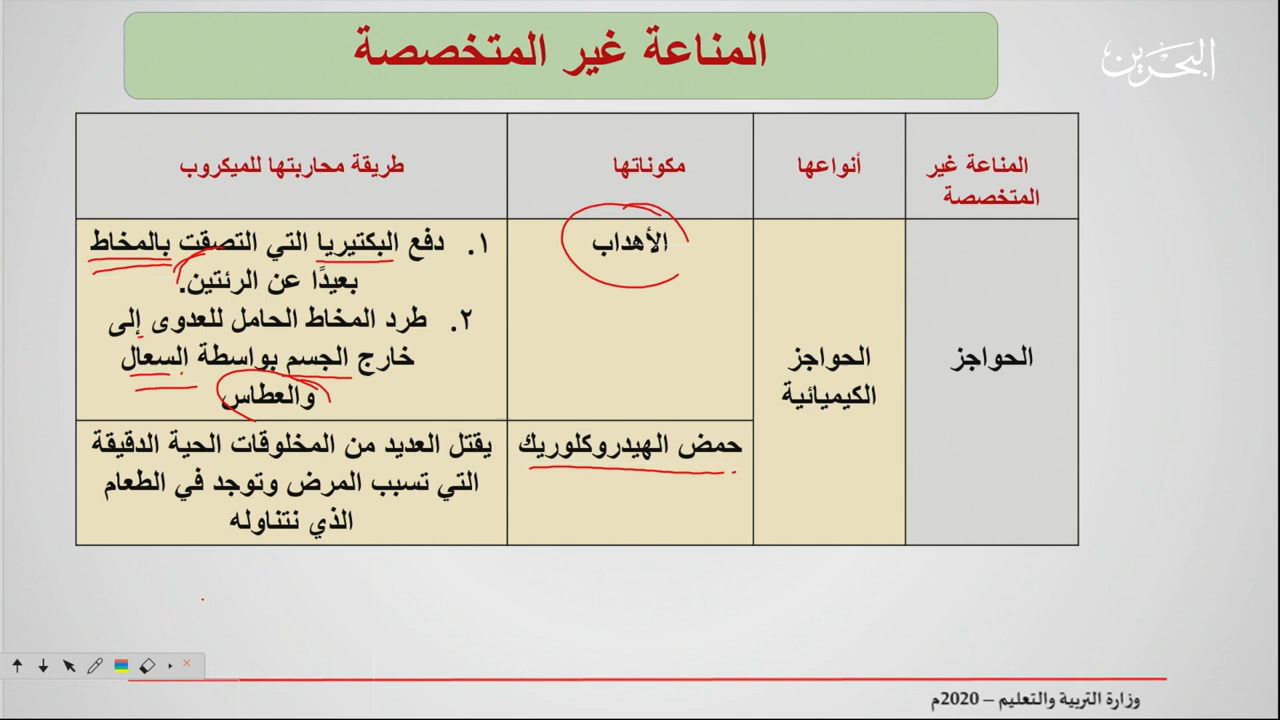 المناعة غير المتخصصة
البحرين
المناعة غير
المتخصصة
أنواعها
مكوناتها
طريقة محاربتها للميكروب
الحواجز
الحواجز
الكيميائية
الأهداب
١. دفع البكتيريا التي التصقت بالمخاط
بعيدًا عن الرئتين.
٢. طرد المخاط الحامل للعدوى إلى
خارج الجسم بواسطة السعال
والعطاس
حمض الهيدروكلوريك
يقتل العديد من المخلوقات الحية الدقيقة
التي تسبب المرض وتوجد في الطعام
الذي نتناوله
وزارة التربية والتعليم – 2020م